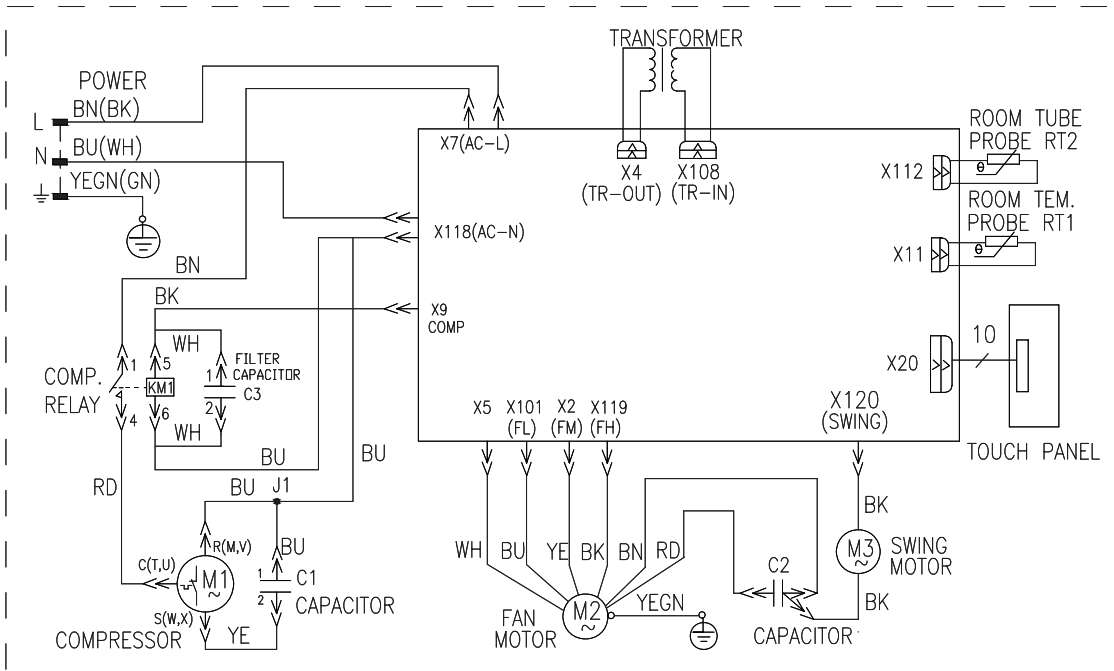 TRANSFORMER
POWER
L
BN(BK)
N
BU(WH)
YEGN(GN)
X7(AC-L)
X4
(TR-OUT)
X108
(TR-IN)
X112
ROOM TUBE
PROBE RT2
θ
X118(AC-N)
X11
ROOM TEM.
PROBE RT1
θ
BN
BK
X9
COMP
WH
1
5
FILTER
CAPACITOR
1
C3
2
COMP.
RELAY
KM1
4
6
WH
X20
10
TOUCH PANEL
X5
X101
(FL)
X2
(FM)
X119
(FH)
X120
(SWING)
BU
BU
RD
BU
J1
R(M,V)
BU
C(T,U)
M1
~
S(W,X)
1
C1
2
CAPACITOR
COMPRESSOR
YE
WH
BU
YE
BK
BN
RD
FAN
MOTOR
M2
~
YEGN
C2
CAPACITOR
BK
M3
~
SWING
MOTOR
BK